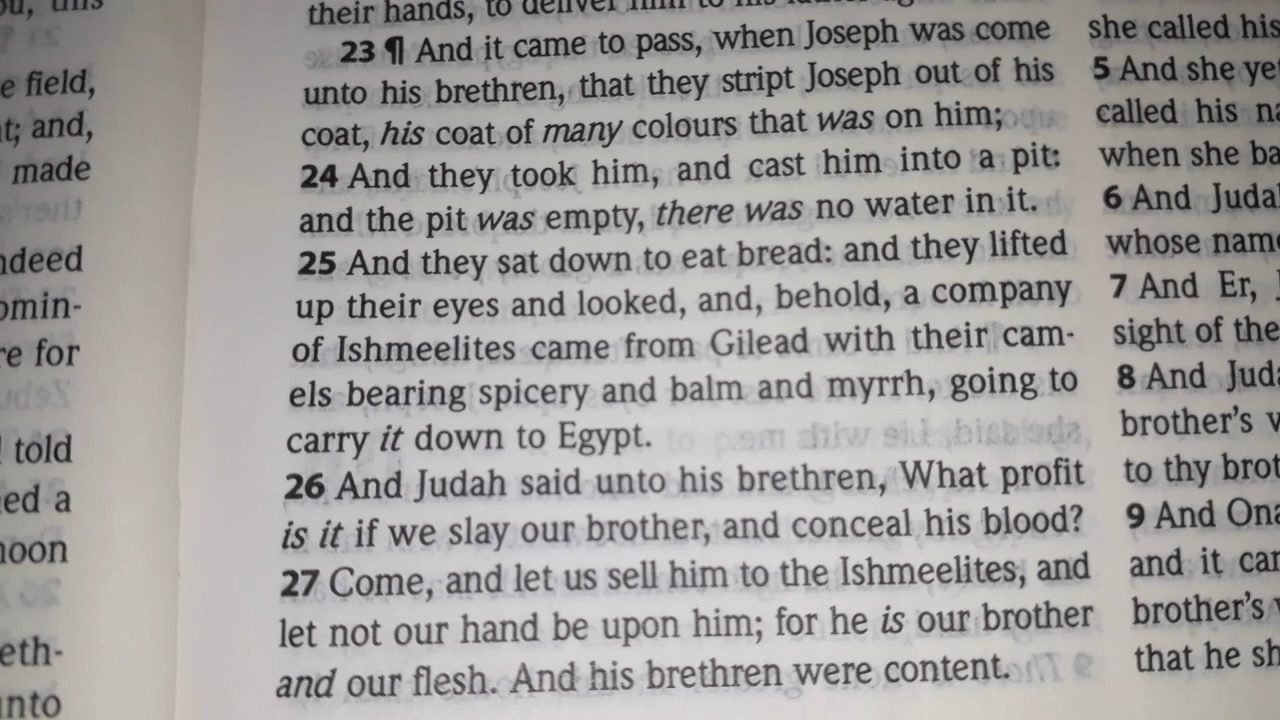 ou, this
e field,
t; and,
made
ndeed
omin-
re for
told
ed a
noon
eth-
unto
their hands, to deliver him to his
23 ¶ And it came to pass, when Joseph was come
unto his brethren, that they stript Joseph out of his
coat, his coat of many colours that was on him;
24 And they took him, and cast him into a pit:
and the pit was empty, there was no water in it.
25 And they sat down to eat bread: and they lifted
up their eyes and looked, and, behold, a company
of Ishmeelites came from Gilead with their cam-
els bearing spicery and balm and myrrh, going to
carry it down to Egypt.
26 And Judah said unto his brethren, What profit
is it if we slay our brother, and conceal his blood?
27 Come, and let us sell him to the Ishmeelites, and
let not our hand be upon him; for he is our brother
and our flesh. And his brethren were content.
she called his
5 And she ye
called his na
when she ba
6 And Juda
whose name
7 And Er,
sight of the
8 And Jud
brother's
to thy brot
9 And Ona
and it ca
brother's
that he sh